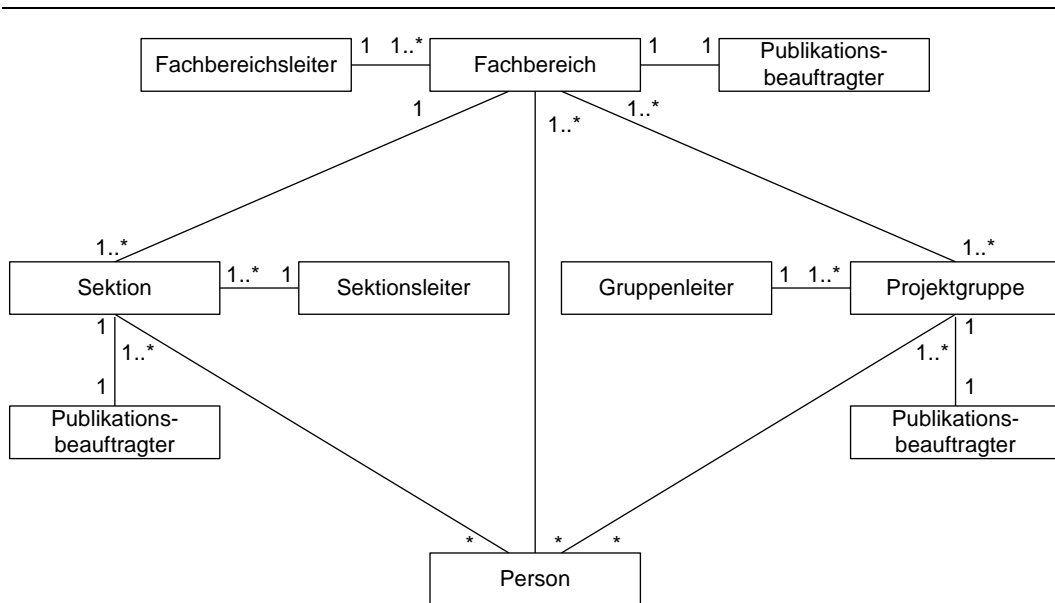 Fachbereichsleiter 1 1..* Fachbereich 1 1 Publikations-
beauftragter
1 1..* 1..*
1..* 1..*
Sektion 1..* 1 Sektionsleiter Gruppenleiter 1 1..* Projektgruppe
1 1
1..* 1..*
1 1
Publikations-
beauftragter
Publikations-
beauftragter
* * *
Person